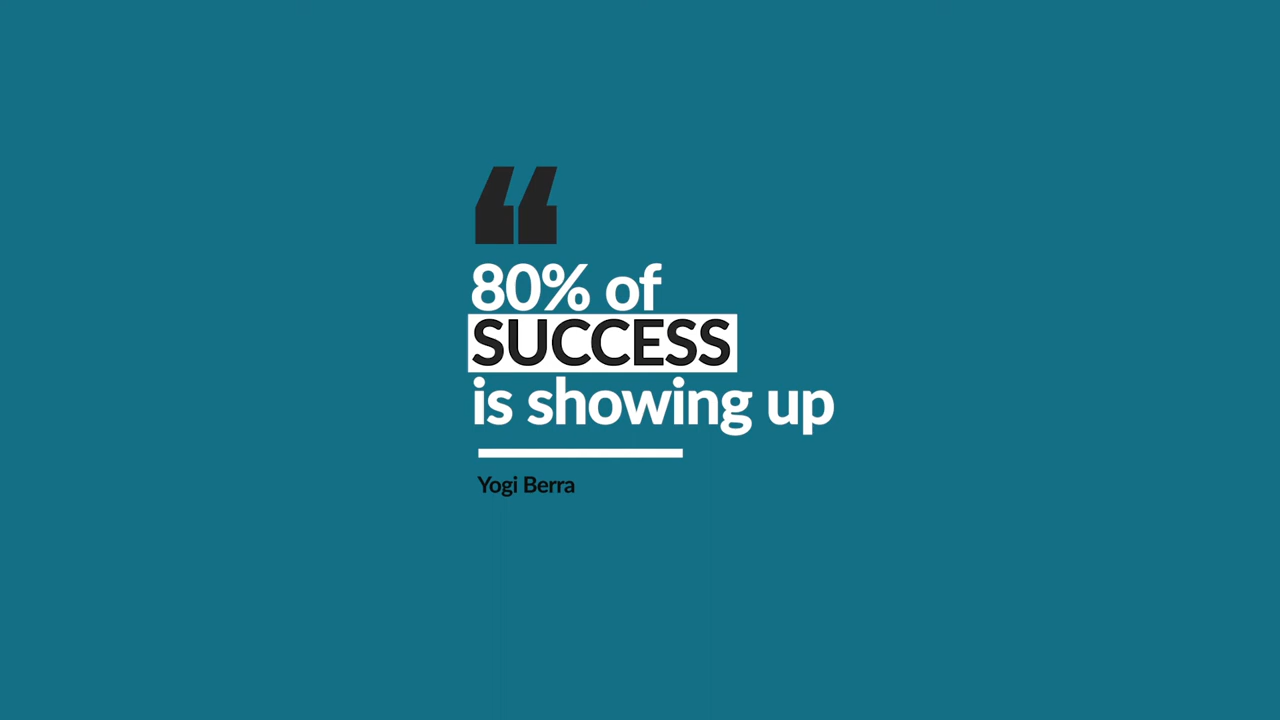 “
80% of
SUCCESS
is showing up
Yogi Berra